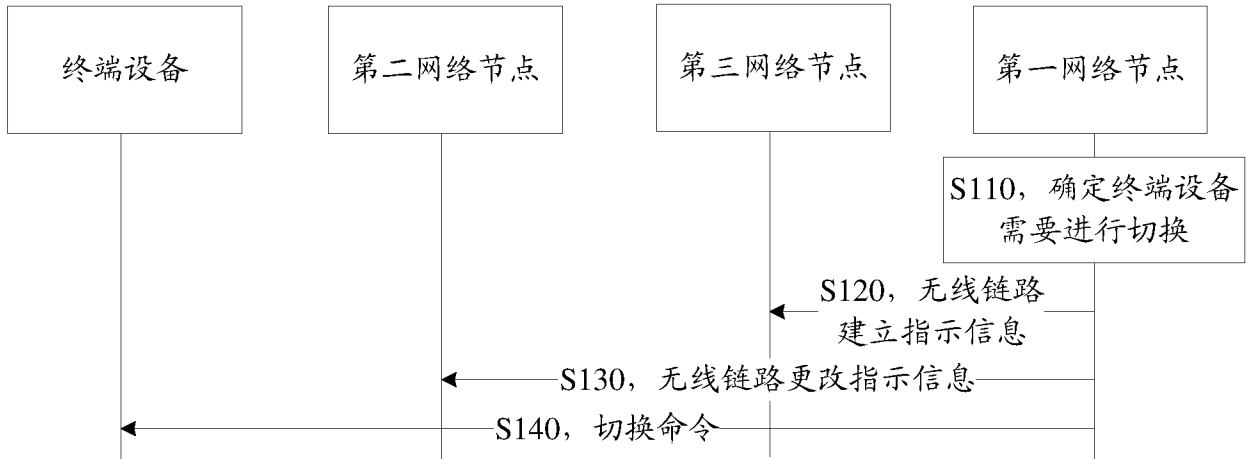 终端设备
第二网络节点
第三网络节点
第一网络节点
S110，确定终端设备
需要进行切换
S120，无线链路
建立指示信息
S130，无线链路更改指示信息
S140，切换命令